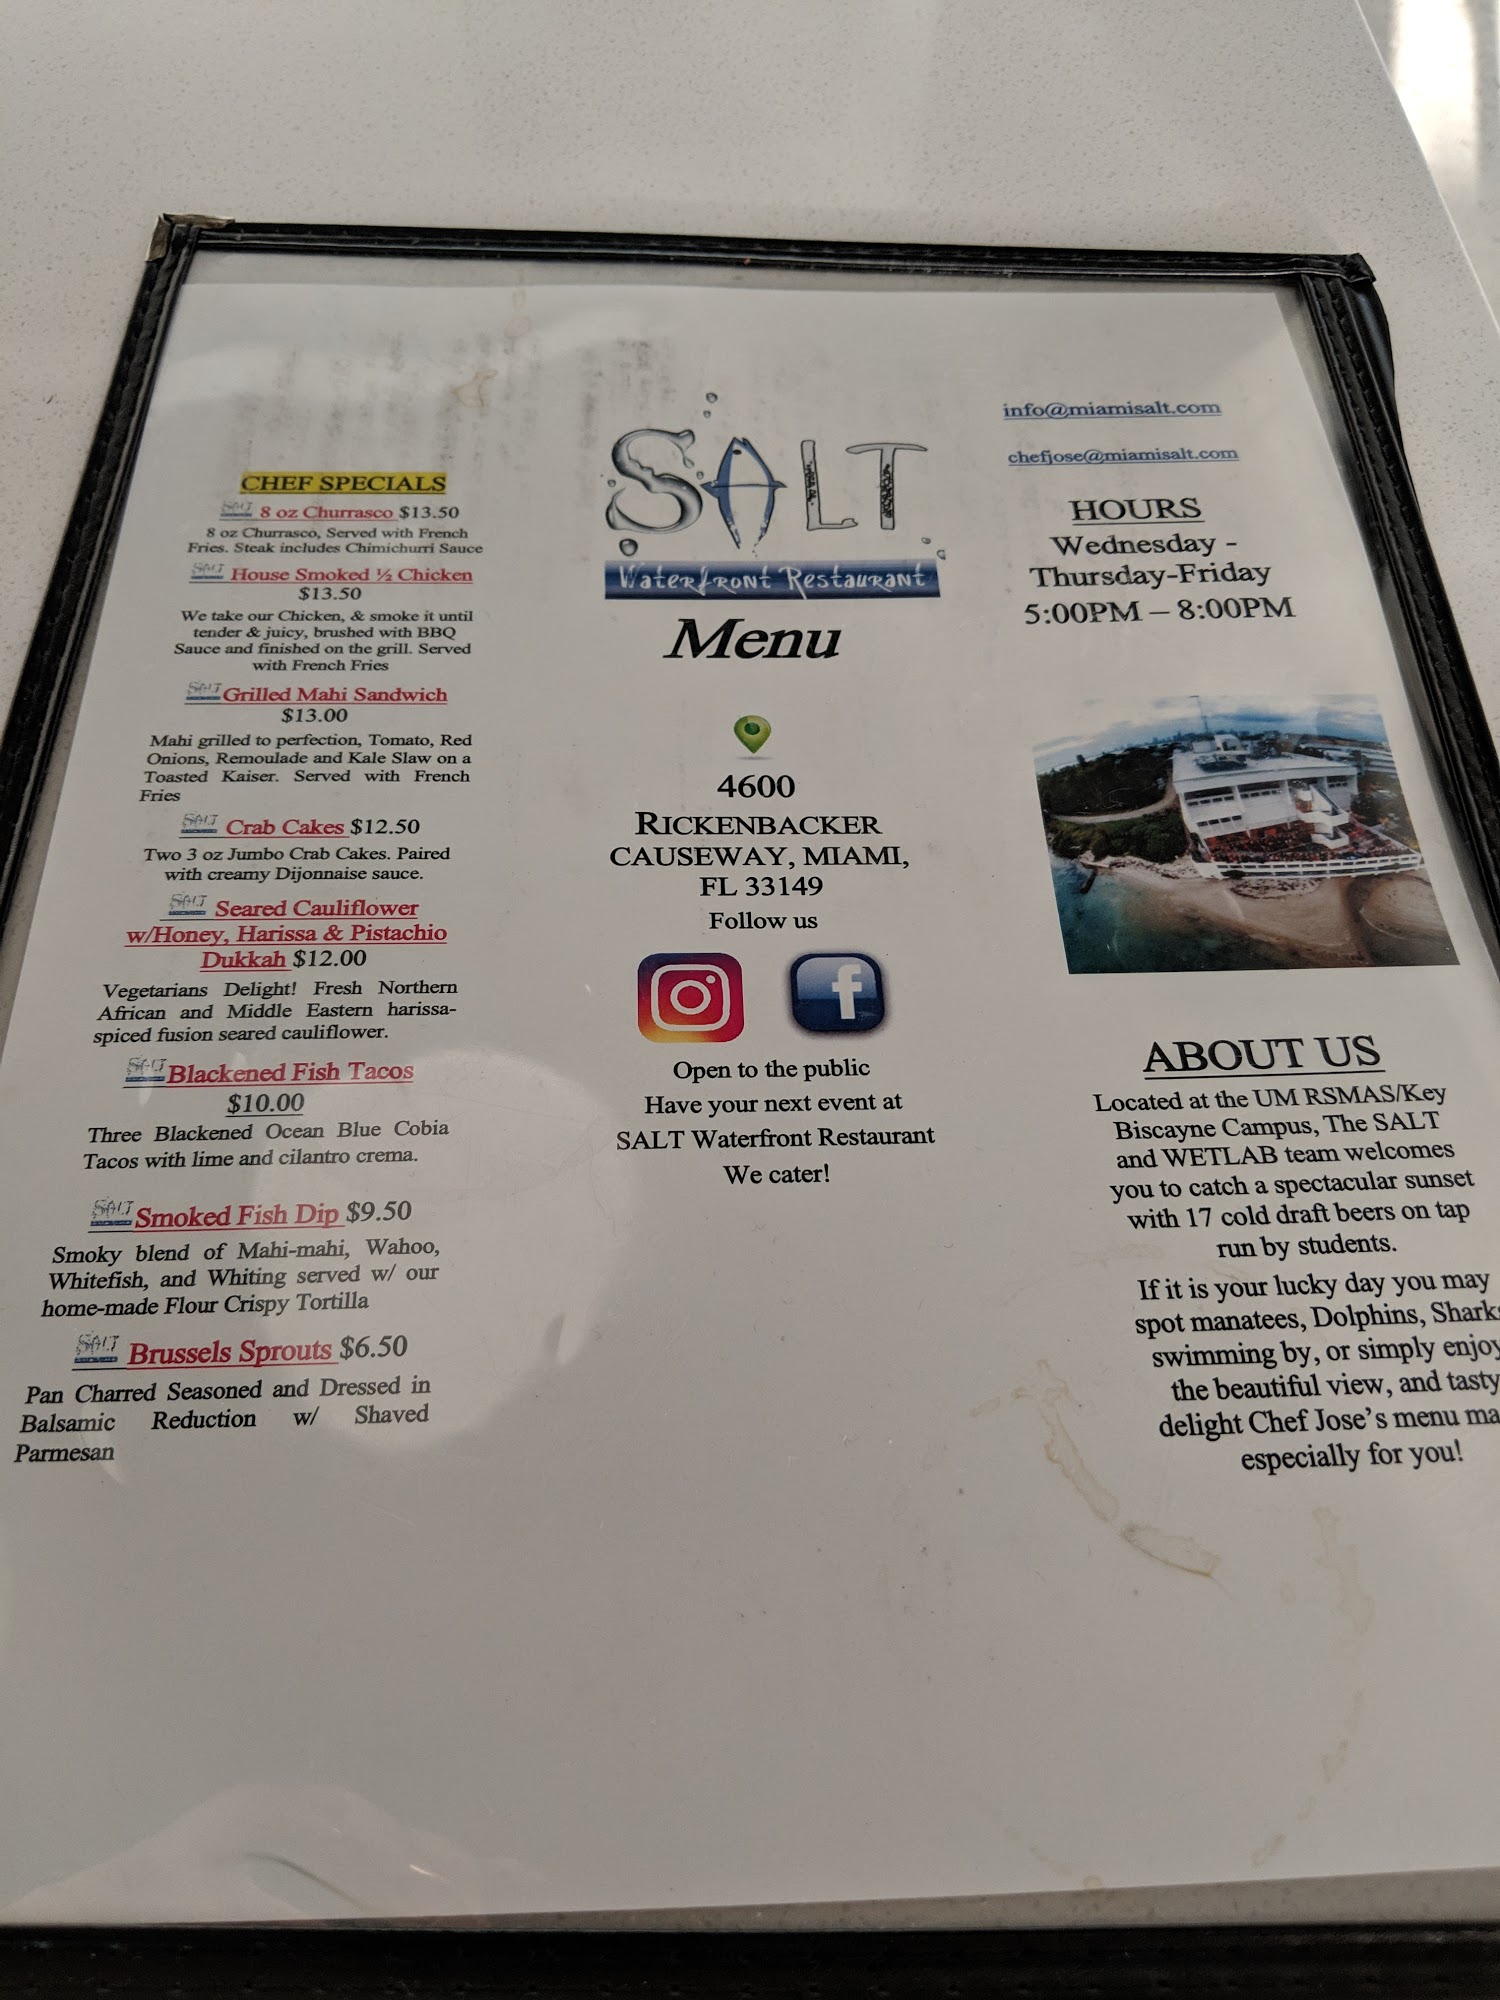 CHEF SPECIALS
SALT 8 oz Churrasco $13.50
8 oz Churrasco, Served with French
Fries. Steak includes Chimichurri Sauce
SALT House Smoked ½ Chicken
$13.50
We take our Chicken, & smoke it until
tender & juicy, brushed with BBQ
Sauce and finished on the grill. Served
with French Fries
SALT Grilled Mahi Sandwich
$13.00
Mahi grilled to perfection, Tomato, Red
Onions, Remoulade and Kale Slaw on a
Toasted Kaiser. Served with French
Fries
SALT Crab Cakes $12.50
Two 3 oz Jumbo Crab Cakes. Paired
with creamy Dijonnaise sauce.
SALT Seared Cauliflower
w/Honey, Harissa & Pistachio
Dukkah $12.00
Vegetarians Delight! Fresh Northern
African and Middle Eastern harissa-
spiced fusion seared cauliflower.
SALT Blackened Fish Tacos
$10.00
Three Blackened Ocean Blue Cobia
Tacos with lime and cilantro crema.
SALT Smoked Fish Dip $9.50
Smoky blend of Mahi-mahi, Wahoo,
Whitefish, and Whiting served w/ our
home-made Flour Crispy Tortilla
SALT Brussels Sprouts $6.50
Pan Charred Seasoned and Dressed in
Balsamic Reduction w/ Shaved
Parmesan
SALT
Waterfront Restaurant
Menu
4600
RICKENBACKER
CAUSEWAY, MIAMI,
FL 33149
Follow us
f
Open to the public
Have your next event at
SALT Waterfront Restaurant
We cater!
info@miamisalt.com
chefjose@miamisalt.com
HOURS
Wednesday -
Thursday-Friday
5:00PM – 8:00PM
ABOUT US
Located at the UM RSMAS/Key
Biscayne Campus, The SALT
and WETLAB team welcomes
you to catch a spectacular sunset
with 17 cold draft beers on tap
run by students.
If it is your lucky day you may
spot manatees, Dolphins, Shark
swimming by, or simply enjoy
the beautiful view, and tasty
delight Chef Jose's menu ma
especially for you!